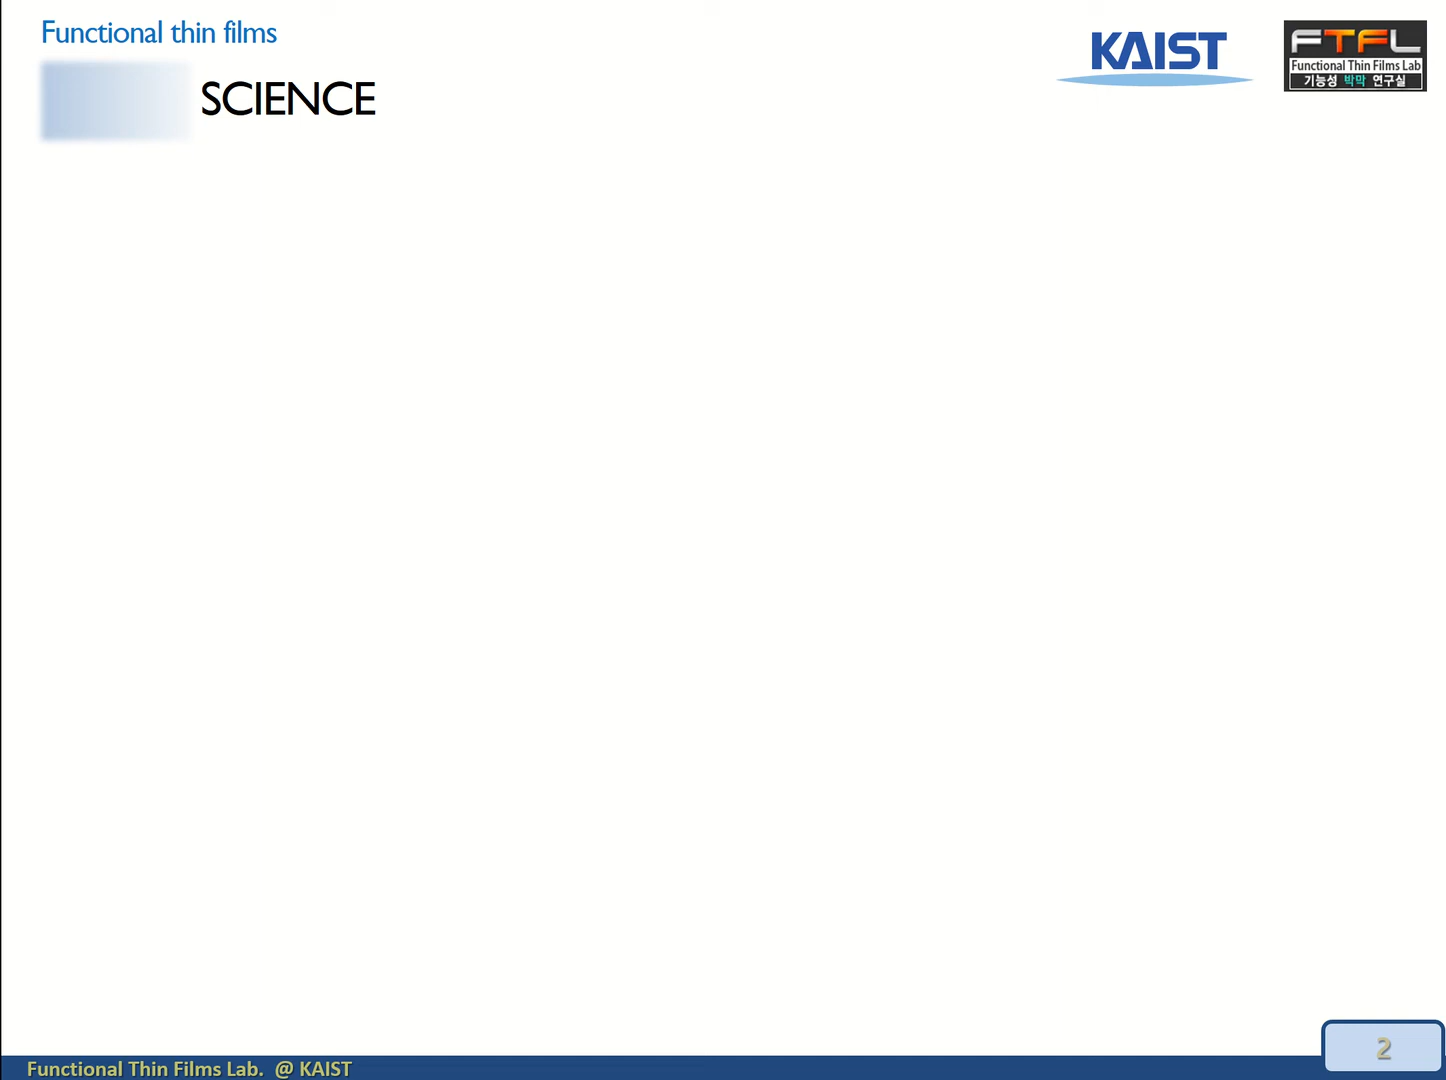 Functional thin films
SCIENCE
KAIST
FTFL
Functional Thin Films Lab
기능성 박막 연구실
2
Functional Thin Films Lab. @ KAIST